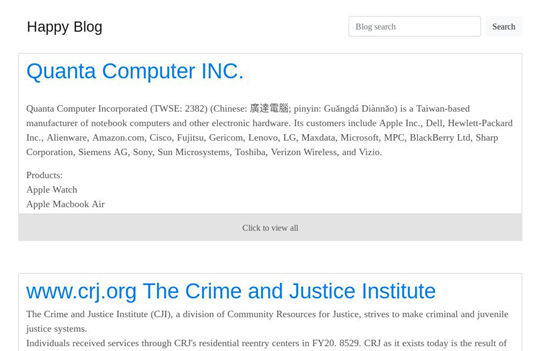 Happy Blog
Blog search
Search
Quanta Computer INC.
Quanta Computer Incorporated (TWSE: 2382) (Chinese: 廣達電腦; pinyin: Guǎngdá Diànnǎo) is a Taiwan-based
manufacturer of notebook computers and other electronic hardware. Its customers include Apple Inc., Dell, Hewlett-Packard
Inc., Alienware, Amazon.com, Cisco, Fujitsu, Gericom, Lenovo, LG, Maxdata, Microsoft, MPC, BlackBerry Ltd, Sharp
Corporation, Siemens AG, Sony, Sun Microsystems, Toshiba, Verizon Wireless, and Vizio.
Products:
Apple Watch
Apple Macbook Air
Click to view all
www.crj.org The Crime and Justice Institute
The Crime and Justice Institute (CJI), a division of Community Resources for Justice, strives to make criminal and juvenile
justice systems.
Individuals received services through CRJ's residential reentry centers in FY20. 8529. CRJ as it exists today is the result of